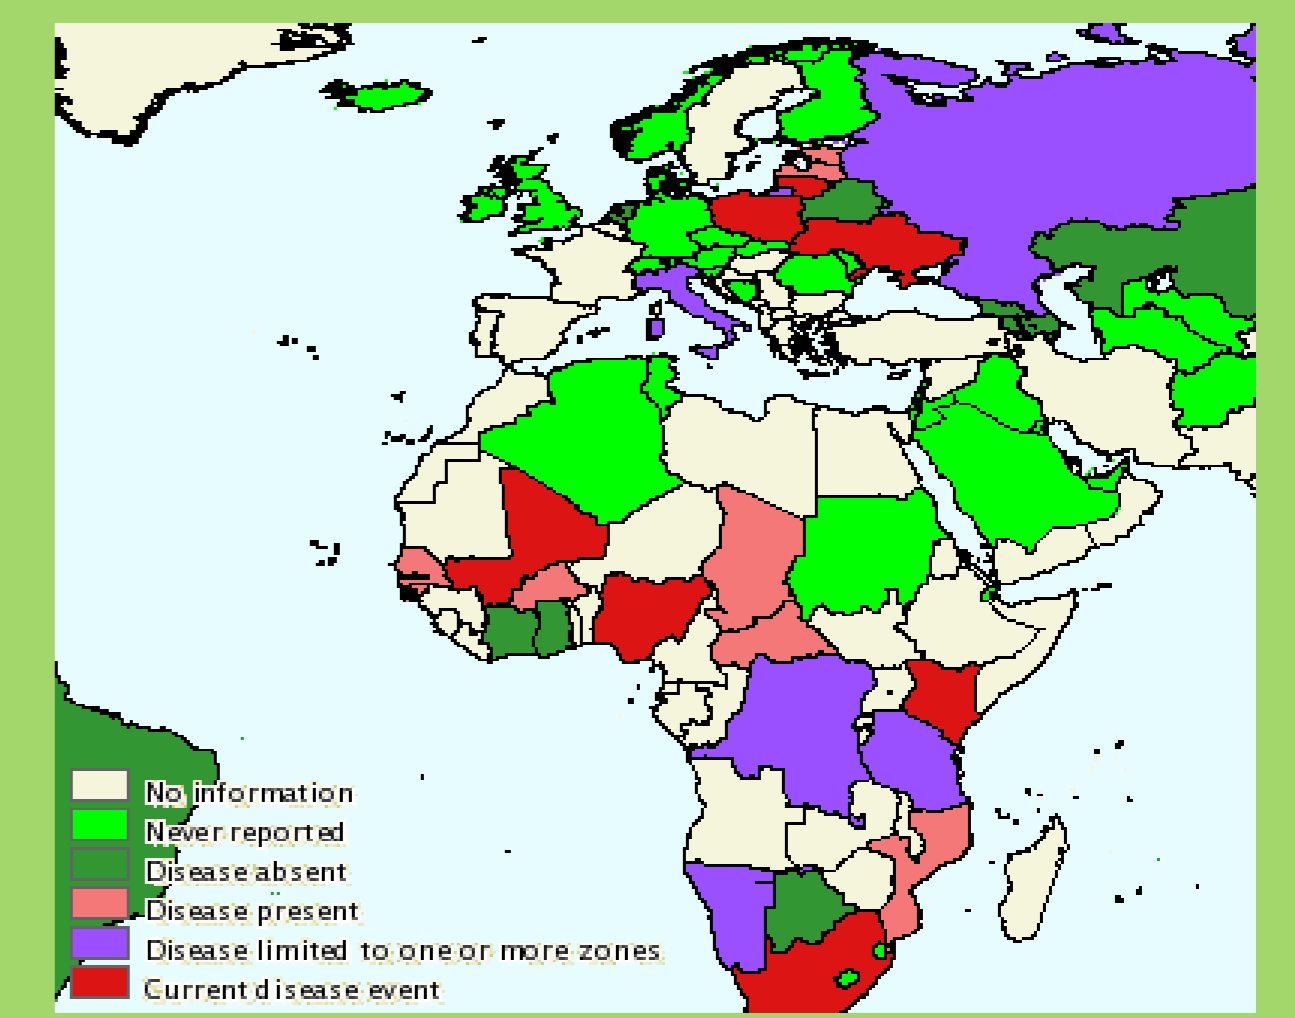 No information
Never reported
Disease absent
Disease present
Disease limited to one or more zones
Current disease event